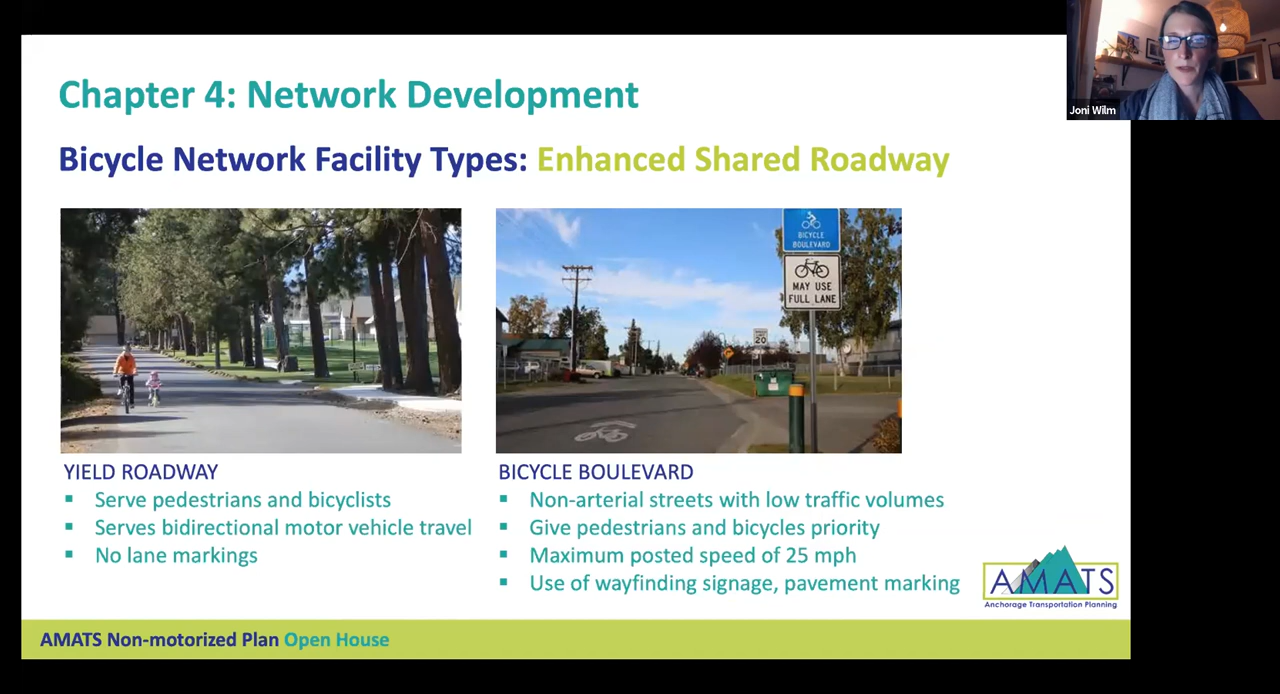 Chapter 4: Network Development
Joni Wilm
Bicycle Network Facility Types: Enhanced Shared Roadway
BICYCLE
BOULEVARD
MAY USE
FULL LANE
20
YIELD ROADWAY
▪ Serve pedestrians and bicyclists
▪ Serves bidirectional motor vehicle travel
▪ No lane markings
BICYCLE BOULEVARD
▪ Non-arterial streets with low traffic volumes
▪ Give pedestrians and bicycles priority
▪ Maximum posted speed of 25 mph
▪ Use of wayfinding signage, pavement marking
AMATS
Anchorage Transportation Planning
AMATS Non-motorized Plan Open House